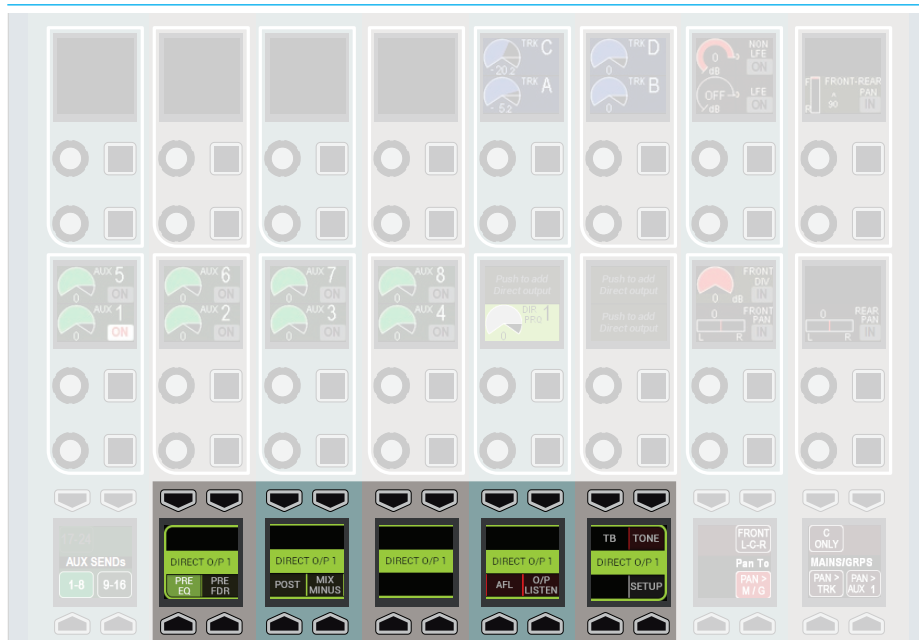 TRK C
-20.2
TRK A
-5.2
TRK D
0
TRK B
0
NON LFE
0
3
dB
ON
LFE
OFF
3
dB
ON
FRONT-REAR
PAN
F
R
90
IN
AUX 5
0
ON
AUX 1
0
ON
AUX 6
0
ON
AUX 2
0
ON
AUX 7
0
ON
AUX 3
0
ON
AUX 8
0
ON
AUX 4
0
ON
Push to add
Direct output
DIR 1
PRQ
0
Push to add
Direct output
Push to add
Direct output
FRONT
DIV
0 dB
IN
FRONT
PAN
0
L R
IN
REAR
PAN
0
L R
IN
AUX SENDs
1-8 9-16
DIRECT O/P 1
PRE
EQ
PRE
FDR
DIRECT O/P 1
POST
MIX
MINUS
DIRECT O/P 1
DIRECT O/P 1
AFL
O/P
LISTEN
TB TONE
DIRECT O/P 1
SETUP
FRONT
L-C-R
Pan To
PAN >
M / G
C
ONLY
MAINS/GRPS
PAN >
TRK
PAN >
AUX 1